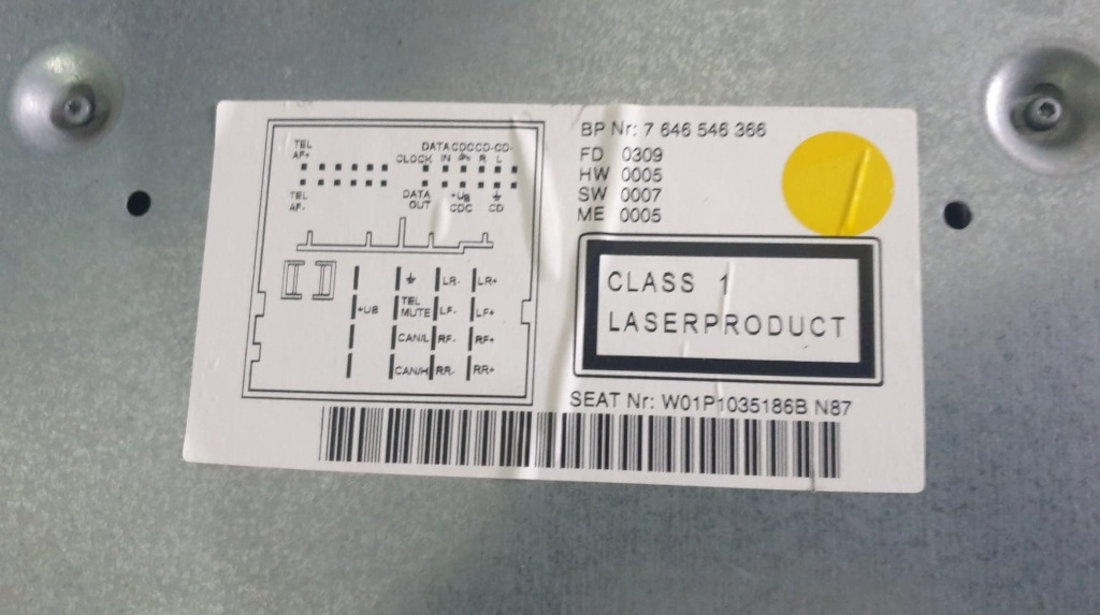 TEL
AF+
DATA CDC CD- CD-
CLOCK IN R L
TEL
AF-
DATA
OUT
+UB
CDC
CD
LR- LR+
+UB
TEL
MUTE
LF- LF+
CAN/L RF- RF+
CAN/H RR- RR+
BP Nr: 7 646 546 366
FD 0309
HW 0005
SW 0007
ME 0005
CLASS 1
LASERPRODUCT
SEAT Nr: W01P1035186B N87